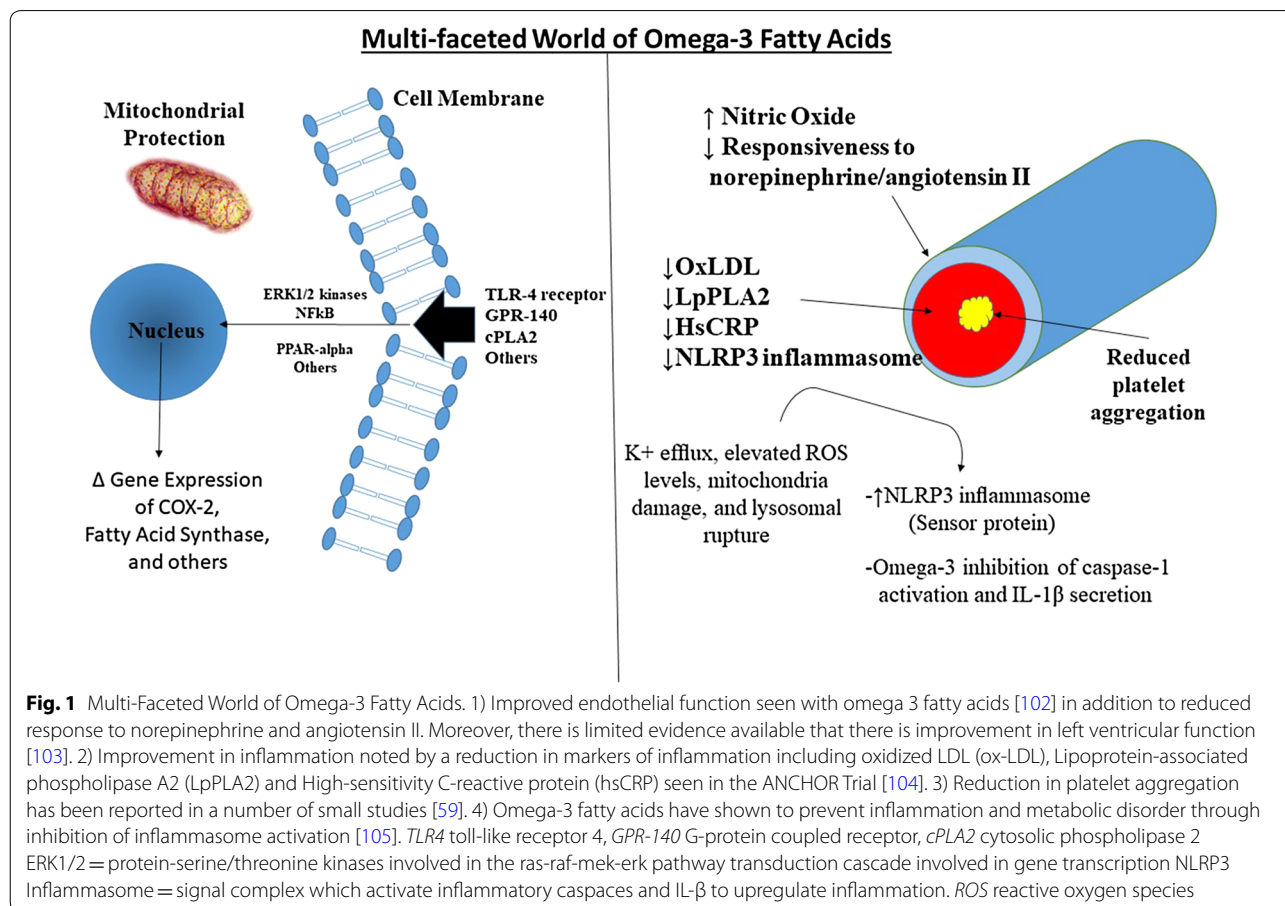 Multi-faceted World of Omega-3 Fatty Acids
Mitochondrial
Protection
Cell Membrane
ERK1/2 kinases
NFkB
PPAR-alpha
Others
TLR-4 receptor
GPR-140
cPLA2
Others
Nucleus
Δ Gene Expression
of COX-2,
Fatty Acid Synthase,
and others
↑ Nitric Oxide
↓ Responsiveness to
norepinephrine/angiotensin II
↓OxLDL
↓LpPLA2
↓HsCRP
↓NLRP3 inflammasome
Reduced
platelet
aggregation
K+ efflux, elevated ROS
levels, mitochondria
damage, and lysosomal
rupture
-↑NLRP3 inflammasome
(Sensor protein)
-Omega-3 inhibition of caspase-1
activation and IL-1β secretion
Fig. 1 Multi-Faceted World of Omega-3 Fatty Acids. 1) Improved endothelial function seen with omega 3 fatty acids [102] in addition to reduced
response to norepinephrine and angiotensin II. Moreover, there is limited evidence available that there is improvement in left ventricular function
[103]. 2) Improvement in inflammation noted by a reduction in markers of inflammation including oxidized LDL (ox-LDL), Lipoprotein-associated
phospholipase A2 (LpPLA2) and High-sensitivity C-reactive protein (hsCRP) seen in the ANCHOR Trial [104]. 3) Reduction in platelet aggregation
has been reported in a number of small studies [59]. 4) Omega-3 fatty acids have shown to prevent inflammation and metabolic disorder through
inhibition of inflammasome activation [105]. TLR4 toll-like receptor 4, GPR-140 G-protein coupled receptor, cPLA2 cytosolic phospholipase 2
ERK1/2 = protein-serine/threonine kinases involved in the ras-raf-mek-erk pathway transduction cascade involved in gene transcription NLRP3
Inflammasome = signal complex which activate inflammatory caspaces and IL-β to upregulate inflammation. ROS reactive oxygen species